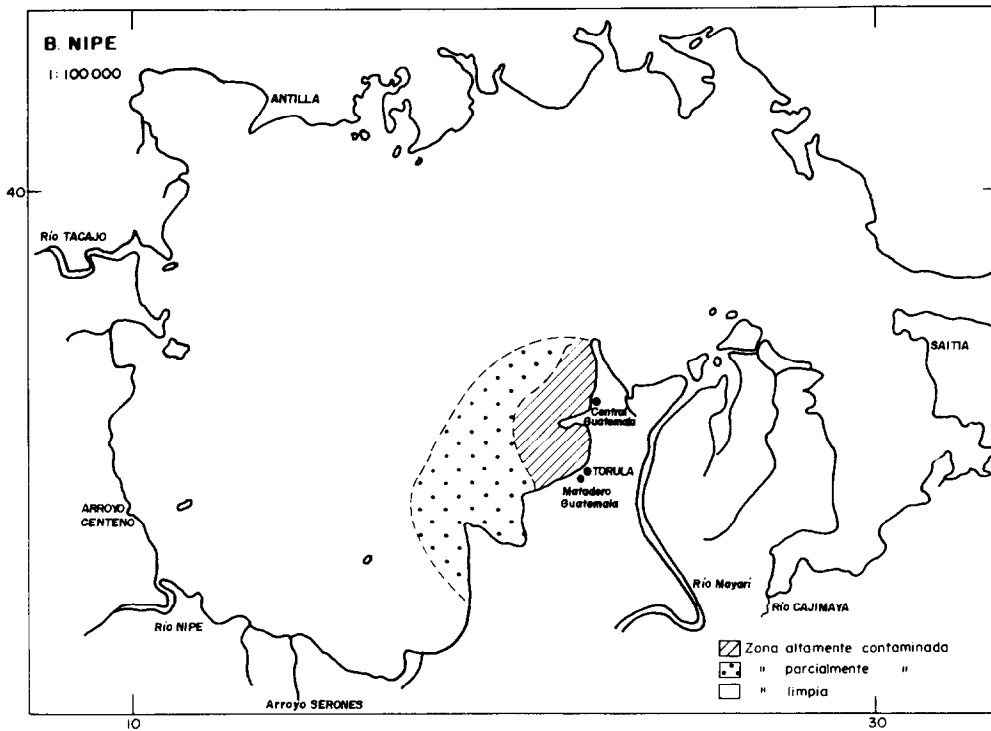 B. NIPE
1:100 000
ANTILLA
40
Río TACAJO
SAITIA
Central
Guatemala
TORULA
Matadero
Guatemala
ARROYO
CENTENO
Río Mayarí
Río CAJIMAYA
Río NIPE
Arroyo SERONES
Zona altamente contaminada
" parcialmente "
" limpia
10
30